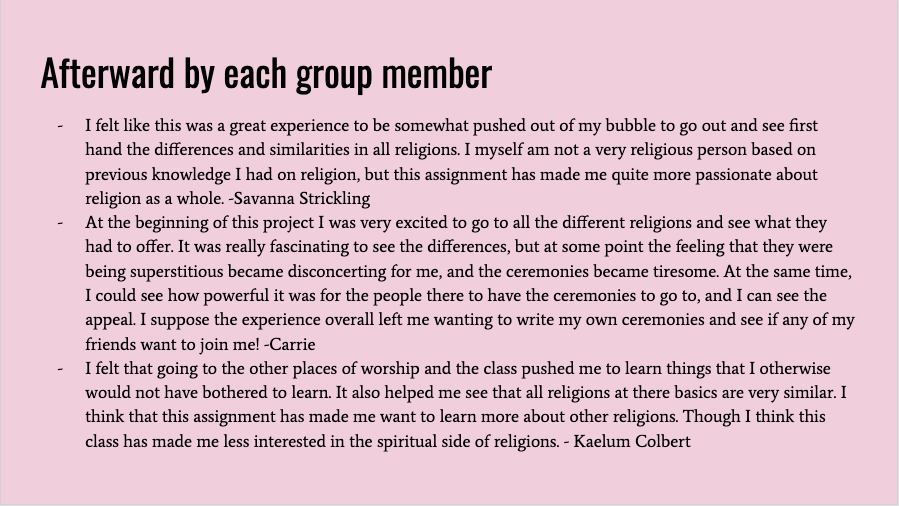 Afterward by each group member
- I felt like this was a great experience to be somewhat pushed out of my bubble to go out and see first
hand the differences and similarities in all religions. I myself am not a very religious person based on
previous knowledge I had on religion, but this assignment has made me quite more passionate about
religion as a whole. -Savanna Strickling
- At the beginning of this project I was very excited to go to all the different religions and see what they
had to offer. It was really fascinating to see the differences, but at some point the feeling that they were
being superstitious became disconcerting for me, and the ceremonies became tiresome. At the same time,
I could see how powerful it was for the people there to have the ceremonies to go to, and I can see the
appeal. I suppose the experience overall left me wanting to write my own ceremonies and see if any of my
friends want to join me! -Carrie
- I felt that going to the other places of worship and the class pushed me to learn things that I otherwise
would not have bothered to learn. It also helped me see that all religions at there basics are very similar. I
think that this assignment has made me want to learn more about other religions. Though I think this
class has made me less interested in the spiritual side of religions. - Kaelum Colbert